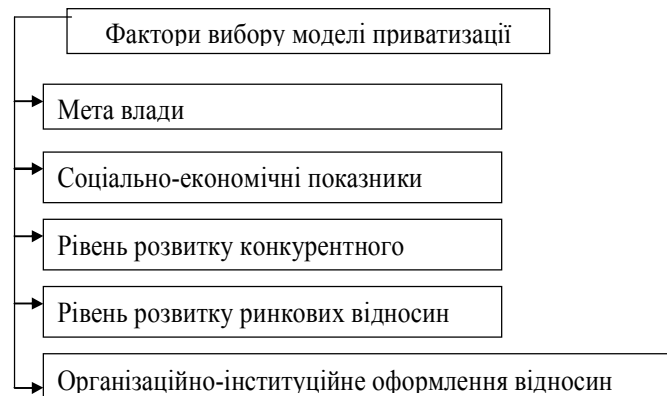 Фактори вибору моделі приватизації
Мета влади
Соціально-економічні показники
Рівень розвитку конкурентного
Рівень розвитку ринкових відносин
Організаційно-інституційне оформлення відносин